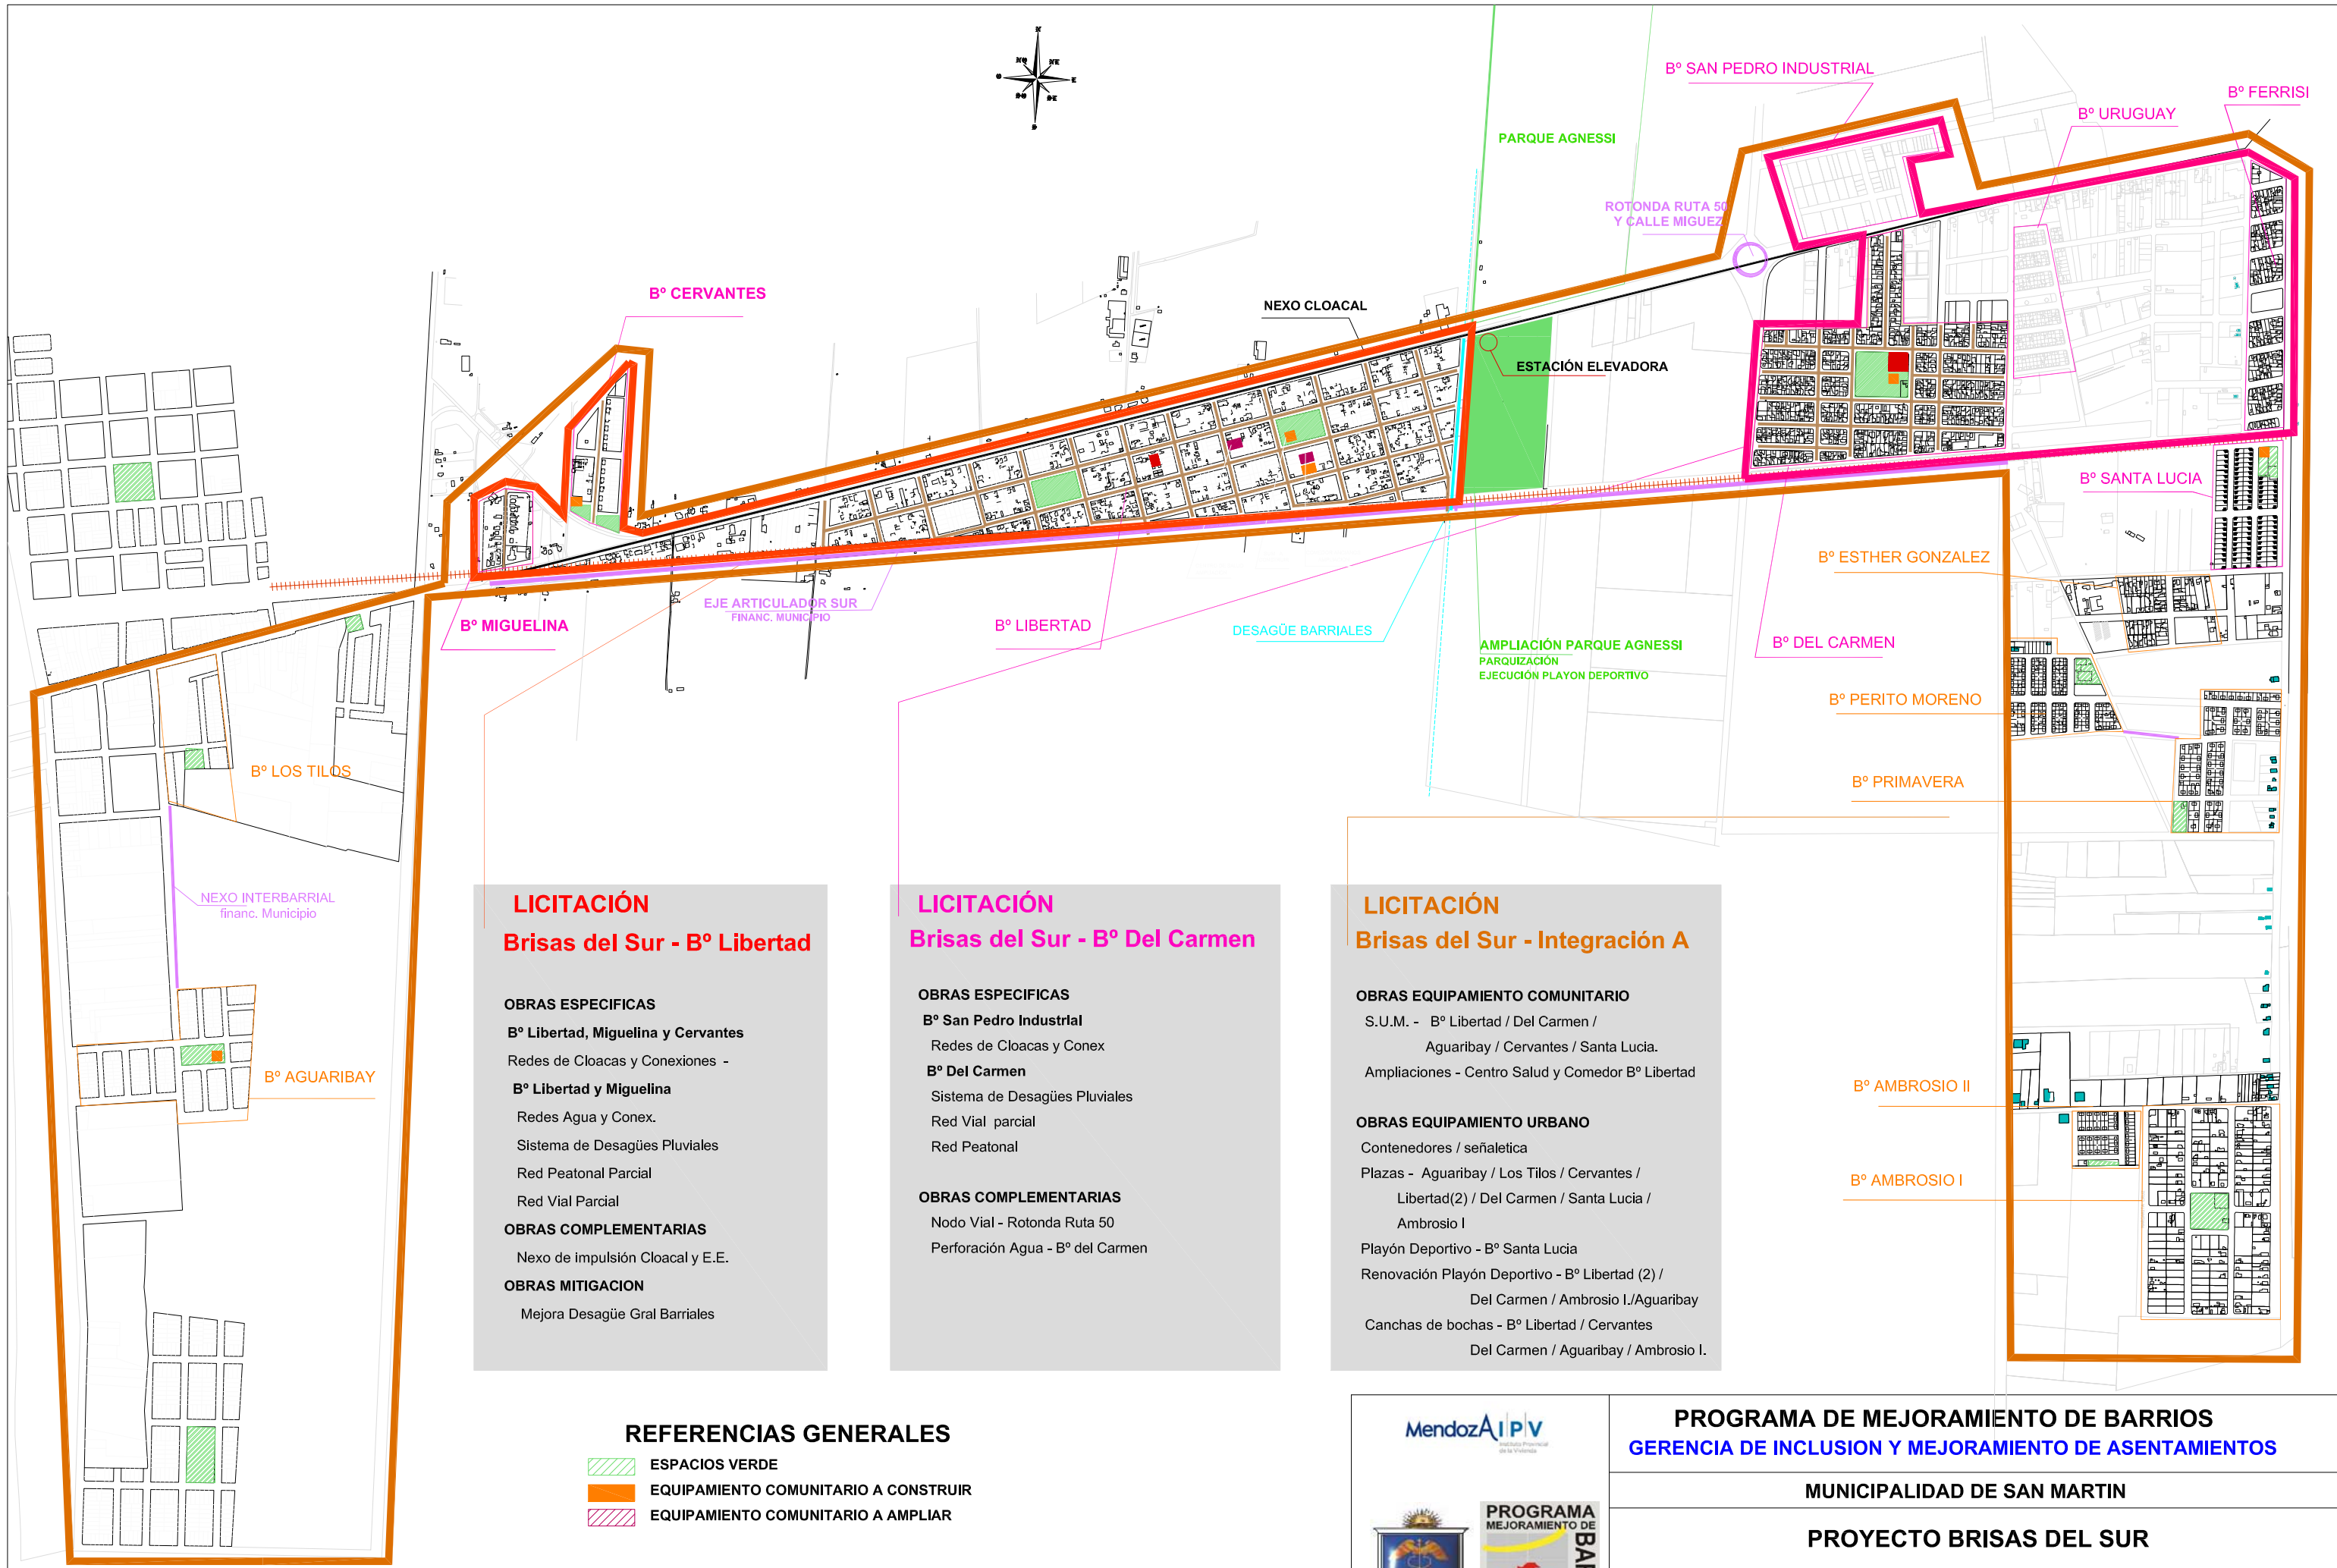 Bº SAN PEDRO INDUSTRIAL
Bº FERRISI
Bº URUGUAY
PARQUE AGNESSI
ROTONDA RUTA 50
Y CALLE MIGUEZ
Bº CERVANTES
NEXO CLOACAL
ESTACIÓN ELEVADORA
Bº SANTA LUCIA
Bº ESTHER GONZALEZ
EJE ARTICULADOR SUR
FINANC. MUNICIPIO
Bº MIGUELINA
Bº LIBERTAD
DESAGÜE BARRIALES
AMPLIACIÓN PARQUE AGNESSI
PARQUIZACIÓN
EJECUCIÓN PLAYON DEPORTIVO
Bº DEL CARMEN
Bº PERITO MORENO
Bº LOS TILOS
Bº PRIMAVERA
NEXO INTERBARRIAL
financ. Municipio
Bº AGUARIBAY
Bº AMBROSIO II
Bº AMBROSIO I
LICITACIÓN
Brisas del Sur - Bº Libertad
OBRAS ESPECIFICAS
Bº Libertad, Miguelina y Cervantes
Redes de Cloacas y Conexiones -
Bº Libertad y Miguelina
Redes Agua y Conex.
Sistema de Desagües Pluviales
Red Peatonal Parcial
Red Vial Parcial
OBRAS COMPLEMENTARIAS
Nexo de impulsión Cloacal y E.E.
OBRAS MITIGACION
Mejora Desagüe Gral Barriales
LICITACIÓN
Brisas del Sur - Bº Del Carmen
OBRAS ESPECIFICAS
Bº San Pedro Industrial
Redes de Cloacas y Conex
Bº Del Carmen
Sistema de Desagües Pluviales
Red Vial parcial
Red Peatonal
OBRAS COMPLEMENTARIAS
Nodo Vial - Rotonda Ruta 50
Perforación Agua - Bº del Carmen
LICITACIÓN
Brisas del Sur - Integración A
OBRAS EQUIPAMIENTO COMUNITARIO
S.U.M. - Bº Libertad / Del Carmen /
Aguaribay / Cervantes / Santa Lucia.
Ampliaciones - Centro Salud y Comedor Bº Libertad
OBRAS EQUIPAMIENTO URBANO
Contenedores / señaletica
Plazas - Aguaribay / Los Tilos / Cervantes /
Libertad(2) / Del Carmen / Santa Lucia /
Ambrosio I
Playón Deportivo - Bº Santa Lucia
Renovación Playón Deportivo - Bº Libertad (2) /
Del Carmen / Ambrosio I./Aguaribay
Canchas de bochas - Bº Libertad / Cervantes
Del Carmen / Aguaribay / Ambrosio I.
REFERENCIAS GENERALES
ESPACIOS VERDE
EQUIPAMIENTO COMUNITARIO A CONSTRUIR
EQUIPAMIENTO COMUNITARIO A AMPLIAR
MendozA IPV
Instituto Provincial
de la Vivienda
PROGRAMA
MEJORAMIENTO DE
PROGRAMA DE MEJORAMIENTO DE BARRIOS
GERENCIA DE INCLUSION Y MEJORAMIENTO DE ASENTAMIENTOS
MUNICIPALIDAD DE SAN MARTIN
PROYECTO BRISAS DEL SUR